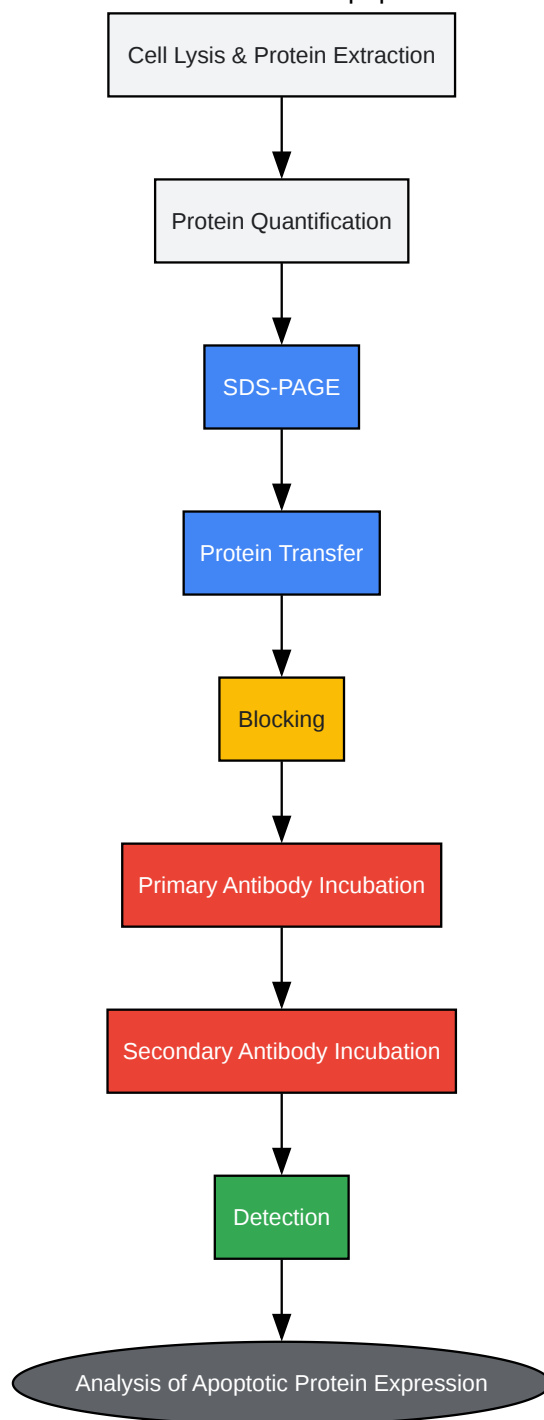 Cell Lysis & Protein Extraction
Protein Quantification
SDS-PAGE
Protein Transfer
Blocking
Primary Antibody Incubation
Secondary Antibody Incubation
Detection
Analysis of Apoptotic Protein Expression